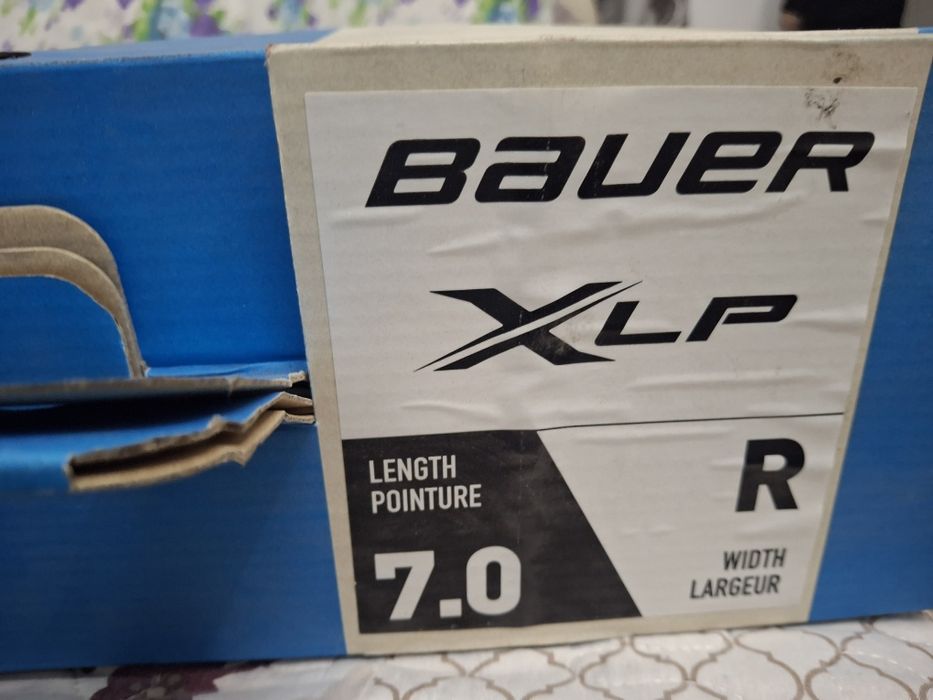 BAUER
XLP
LENGTH
POINTURE
7.0
R
WIDTH
LARGEUR